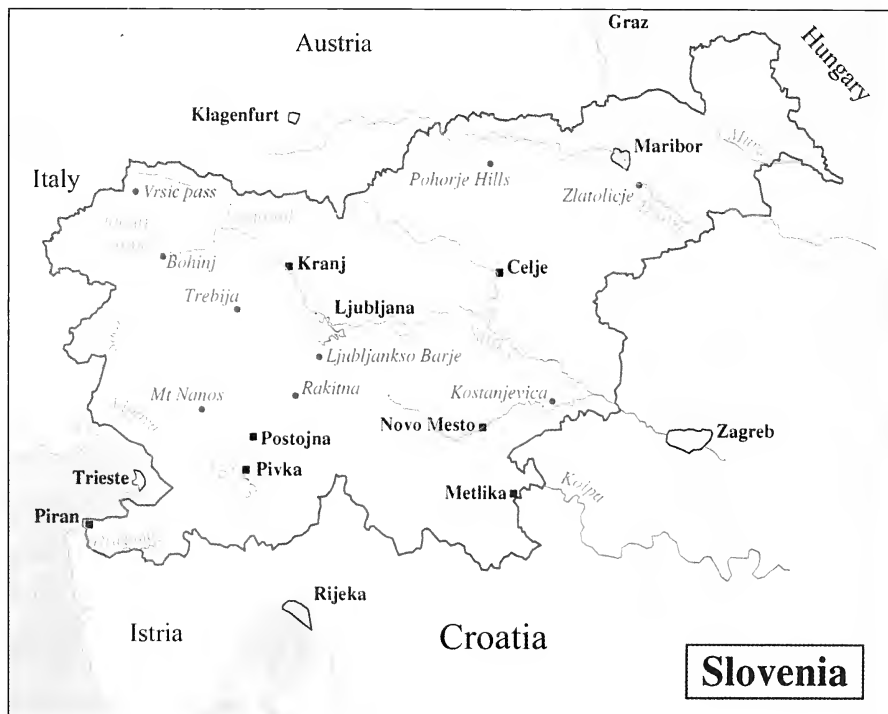 Graz
Austria
Hungary
Klagenfurt
Maribor
Mura
Pohorje Hills
Italy
Vrsic pass
Zlatolicje
Bohinj
Kranj
Celje
Trebija
Ljubljana
Ljubljankso Barje
Mt Nanos
Rakitna
Kostanjevica
Novo Mesto
Zagreb
Postojna
Pivka
Trieste
Metlika
Kolpa
Piran
Rijeka
Istria
Croatia
Slovenia